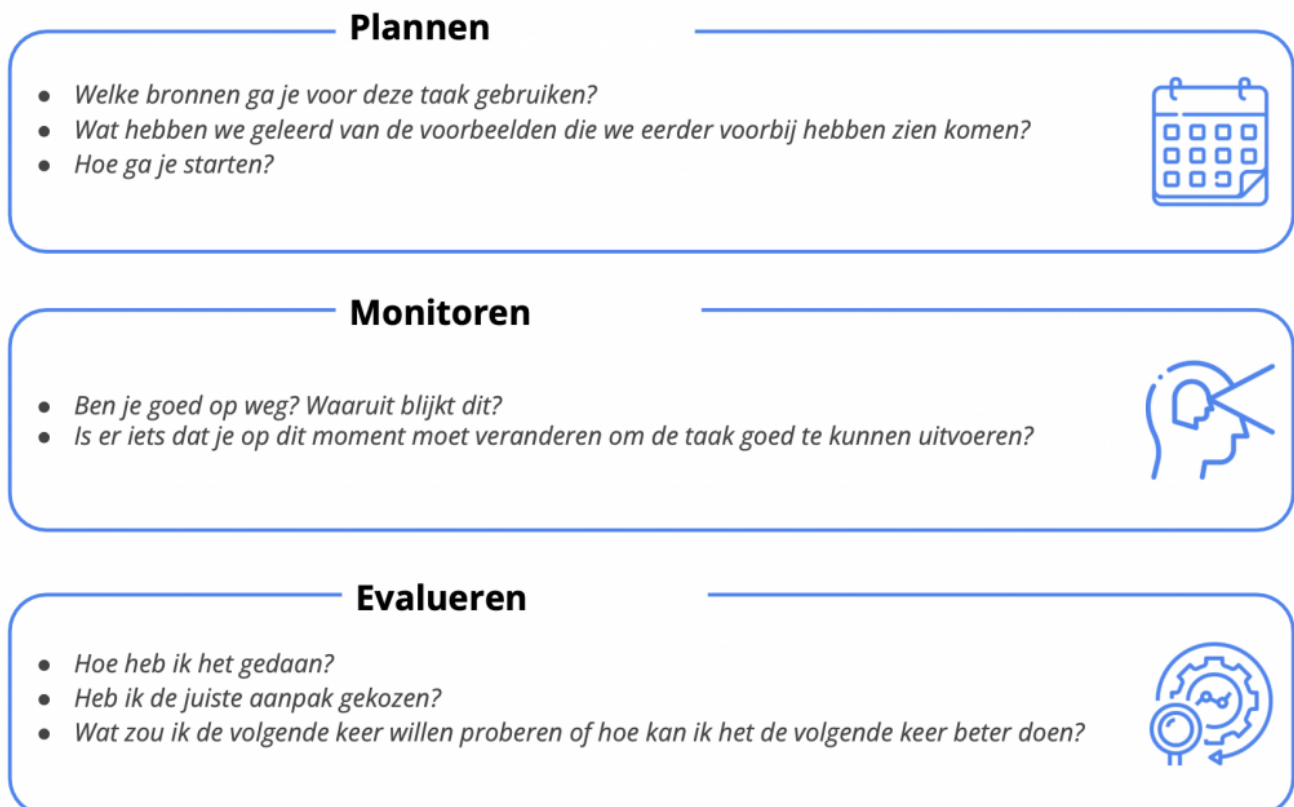 Plannen
● Welke bronnen ga je voor deze taak gebruiken?
● Wat hebben we geleerd van de voorbeelden die we eerder voorbij hebben zien komen?
● Hoe ga je starten?
Monitoren
● Ben je goed op weg? Waaruit blijkt dit?
● Is er iets dat je op dit moment moet veranderen om de taak goed te kunnen uitvoeren?
Evalueren
● Hoe heb ik het gedaan?
● Heb ik de juiste aanpak gekozen?
● Wat zou ik de volgende keer willen proberen of hoe kan ik het de volgende keer beter doen?